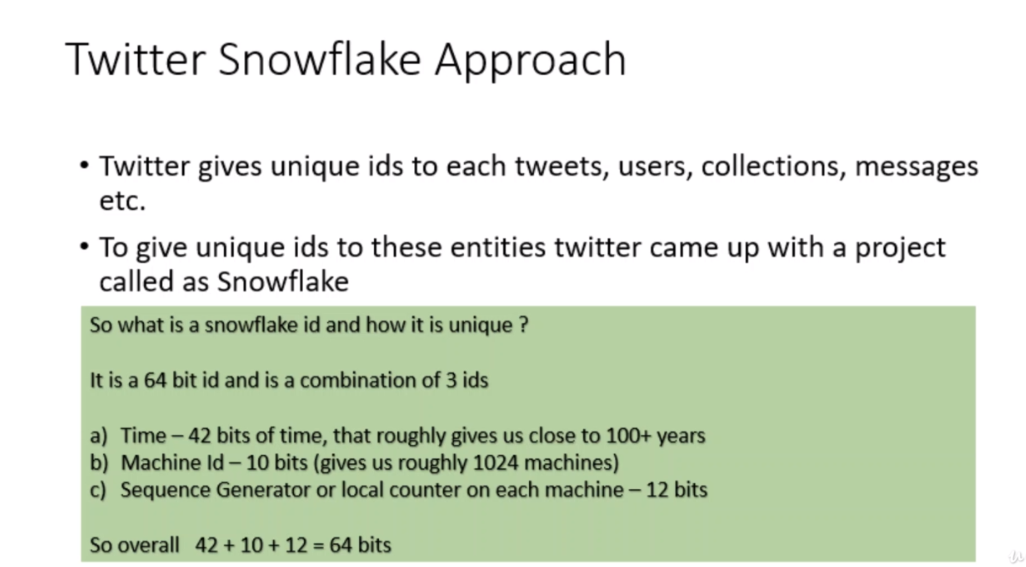 Twitter Snowflake Approach
• Twitter gives unique ids to each tweets, users, collections, messages
etc.
• To give unique ids to these entities twitter came up with a project
called as Snowflake
So what is a snowflake id and how it is unique ?
It is a 64 bit id and is a combination of 3 ids
a) Time – 42 bits of time, that roughly gives us close to 100+ years
b) Machine Id – 10 bits (gives us roughly 1024 machines)
c) Sequence Generator or local counter on each machine – 12 bits
So overall 42 + 10 + 12 = 64 bits